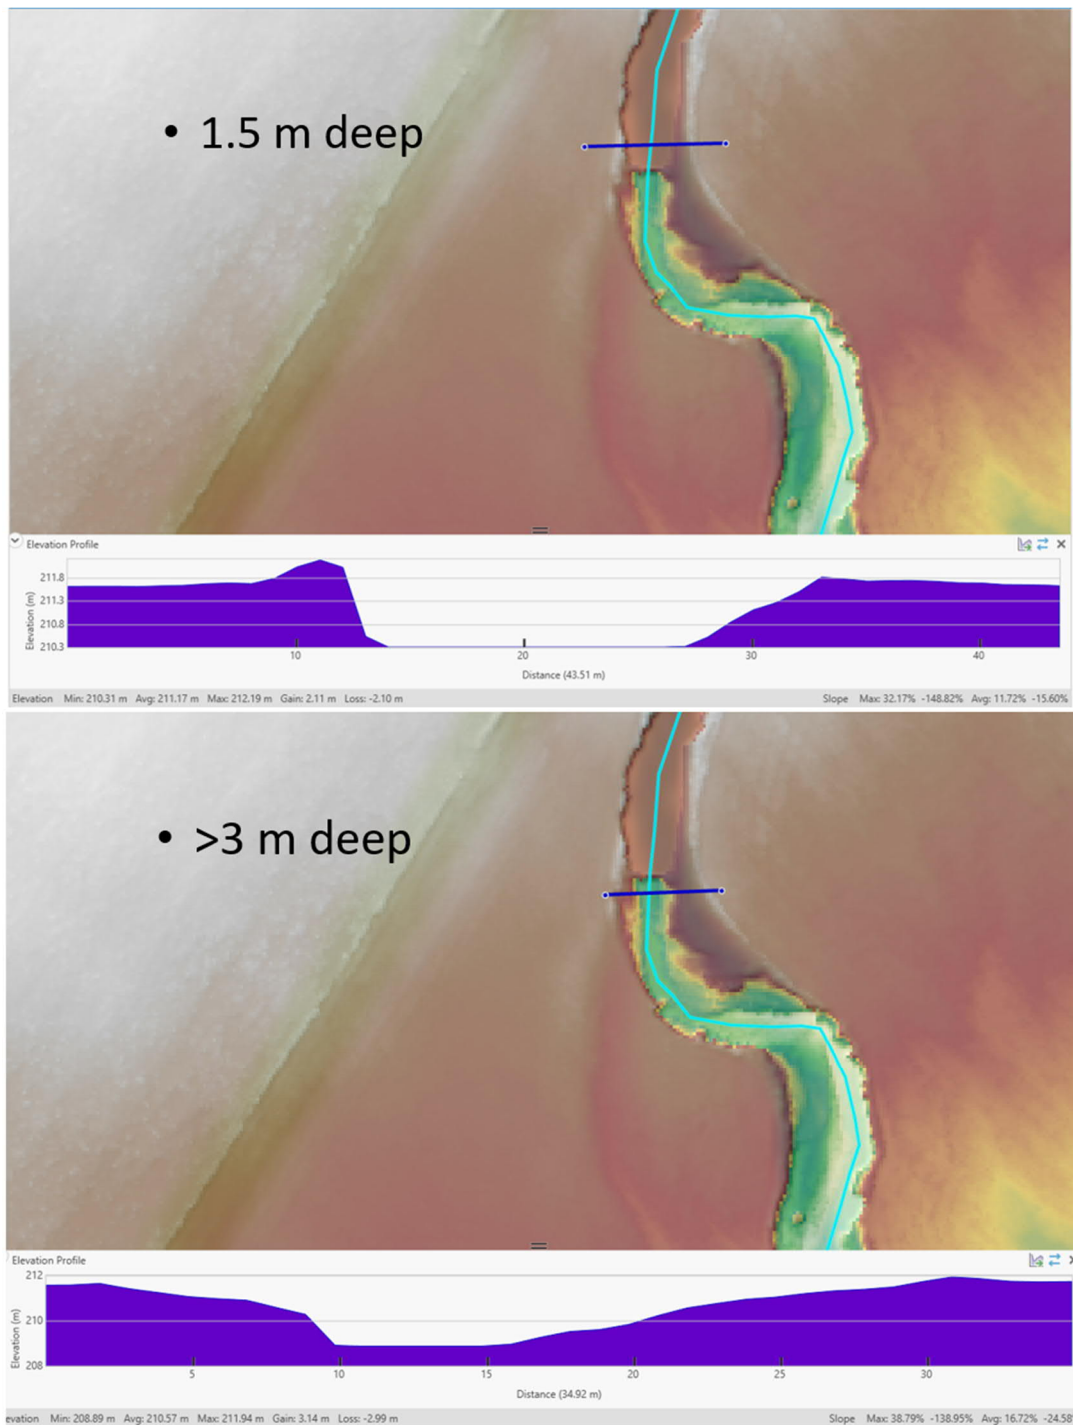 • 1.5 m deep
Elevation Profile
Elevation (m)
211.8
211.3
210.8
210.3
10
20
30
40
Distance (43.51 m)
Elevation Min: 210.31 m Avg: 211.17 m Max: 212.19 m Gain: 2.11 m Loss: -2.10 m
Slope Max: 32.17% -148.82% Avg: 11.72% -15.60%
• >3 m deep
Elevation Profile
Elevation (m)
212
210
208
5
10
15
20
25
30
Distance (34.92 m)
evation Min: 208.89 m Avg: 210.57 m Max: 211.94 m Gain: 3.14 m Loss: -2.99 m
Slope Max: 38.79% -138.95% Avg: 16.72% -24.58